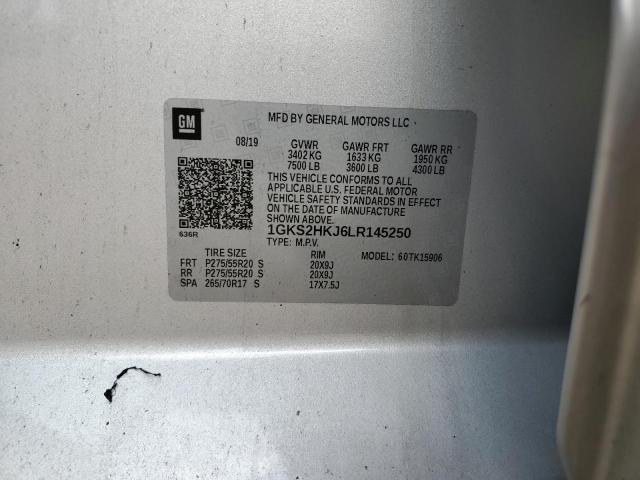 GM
MFD BY GENERAL MOTORS LLC
08/19 GVWR GAWR FRT GAWR RR
3402 KG 1633 KG 1950 KG
7500 LB 3600 LB 4300 LB
THIS VEHICLE CONFORMS TO ALL
APPLICABLE U.S. FEDERAL MOTOR
VEHICLE SAFETY STANDARDS IN EFFECT
ON THE DATE OF MANUFACTURE
SHOWN ABOVE.
636R
1GKS2HKJ6LR145250
TYPE: M.P.V. MODEL: 60TK15906
TIRE SIZE RIM
FRT P275/55R20 S 20X9J
RR P275/55R20 S 20X9J
SPA 265/70R17 S 17X7.5J